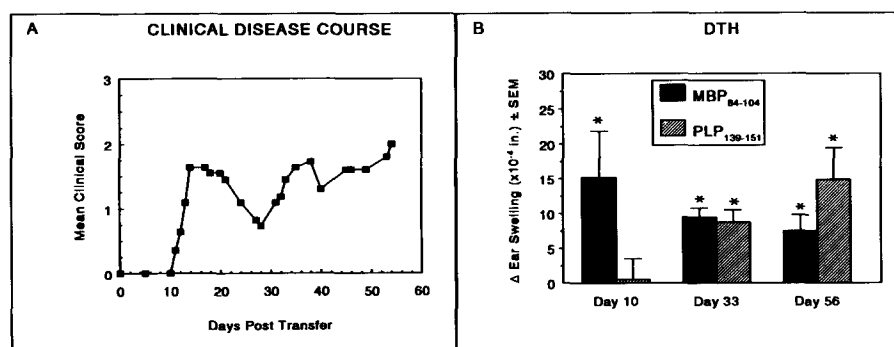 A
CLINICAL DISEASE COURSE
Mean Clinical Score
3
2
1
0
0 10 20 30 40 50 60
Days Post Transfer
B
DTH
Δ Ear Swelling (x10⁻⁴ in.) ± SEM
30
25
20
15
10
5
0
MBP₈₄₋₁₀₄
PLP₁₃₉₋₁₅₁
* * * * *
Day 10 Day 33 Day 56